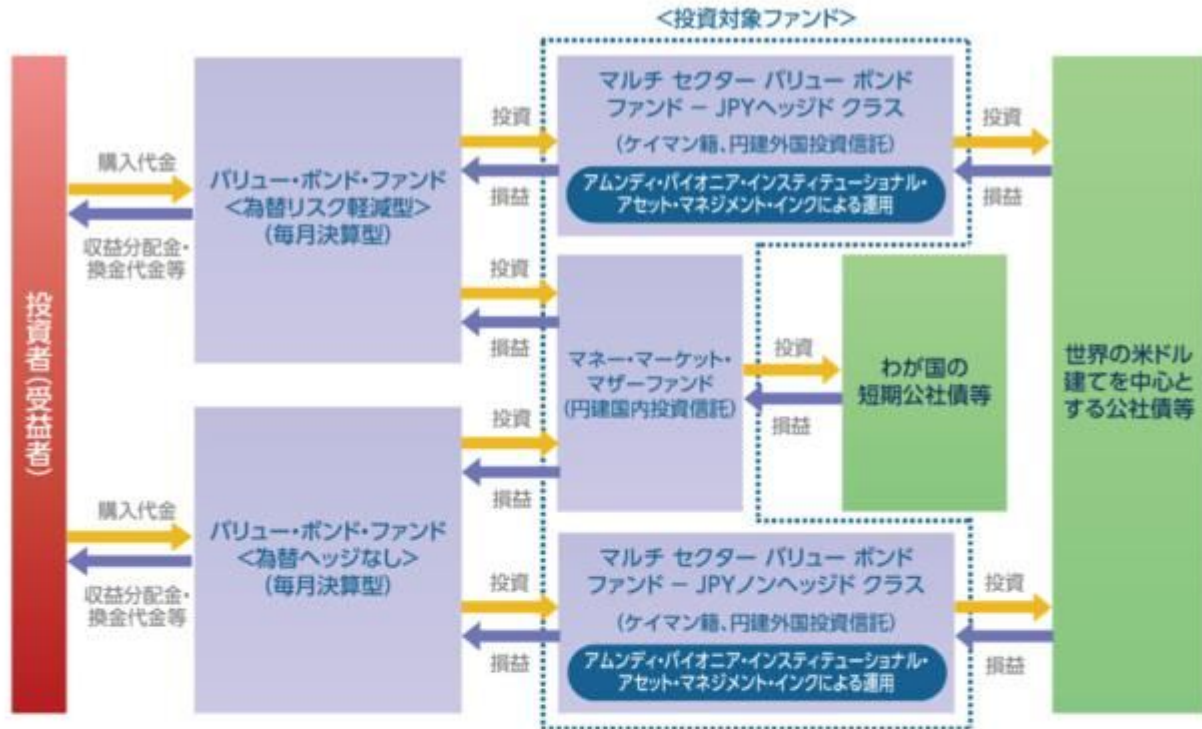 <投資対象ファンド>
投資者(受益者)
購入代金
収益分配金・
換金代金等
バリュー・ボンド・ファンド
<為替リスク軽減型>
(毎月決算型)
投資
損益
マルチ セクター バリュー ボンド
ファンド － JPYヘッジド クラス
(ケイマン籍、円建外国投資信託)
アムンディ・パイオニア・インスティテューショナル・
アセット・マネジメント・インクによる運用
投資
損益
投資
損益
マネー・マーケット・
マザーファンド
(円建国内投資信託)
投資
損益
わが国の
短期公社債等
世界の米ドル
建てを中心と
する公社債等
購入代金
収益分配金・
換金代金等
バリュー・ボンド・ファンド
<為替ヘッジなし>
(毎月決算型)
投資
損益
投資
損益
マルチ セクター バリュー ボンド
ファンド － JPYノンヘッジド クラス
(ケイマン籍、円建外国投資信託)
アムンディ・パイオニア・インスティテューショナル・
アセット・マネジメント・インクによる運用
投資
損益